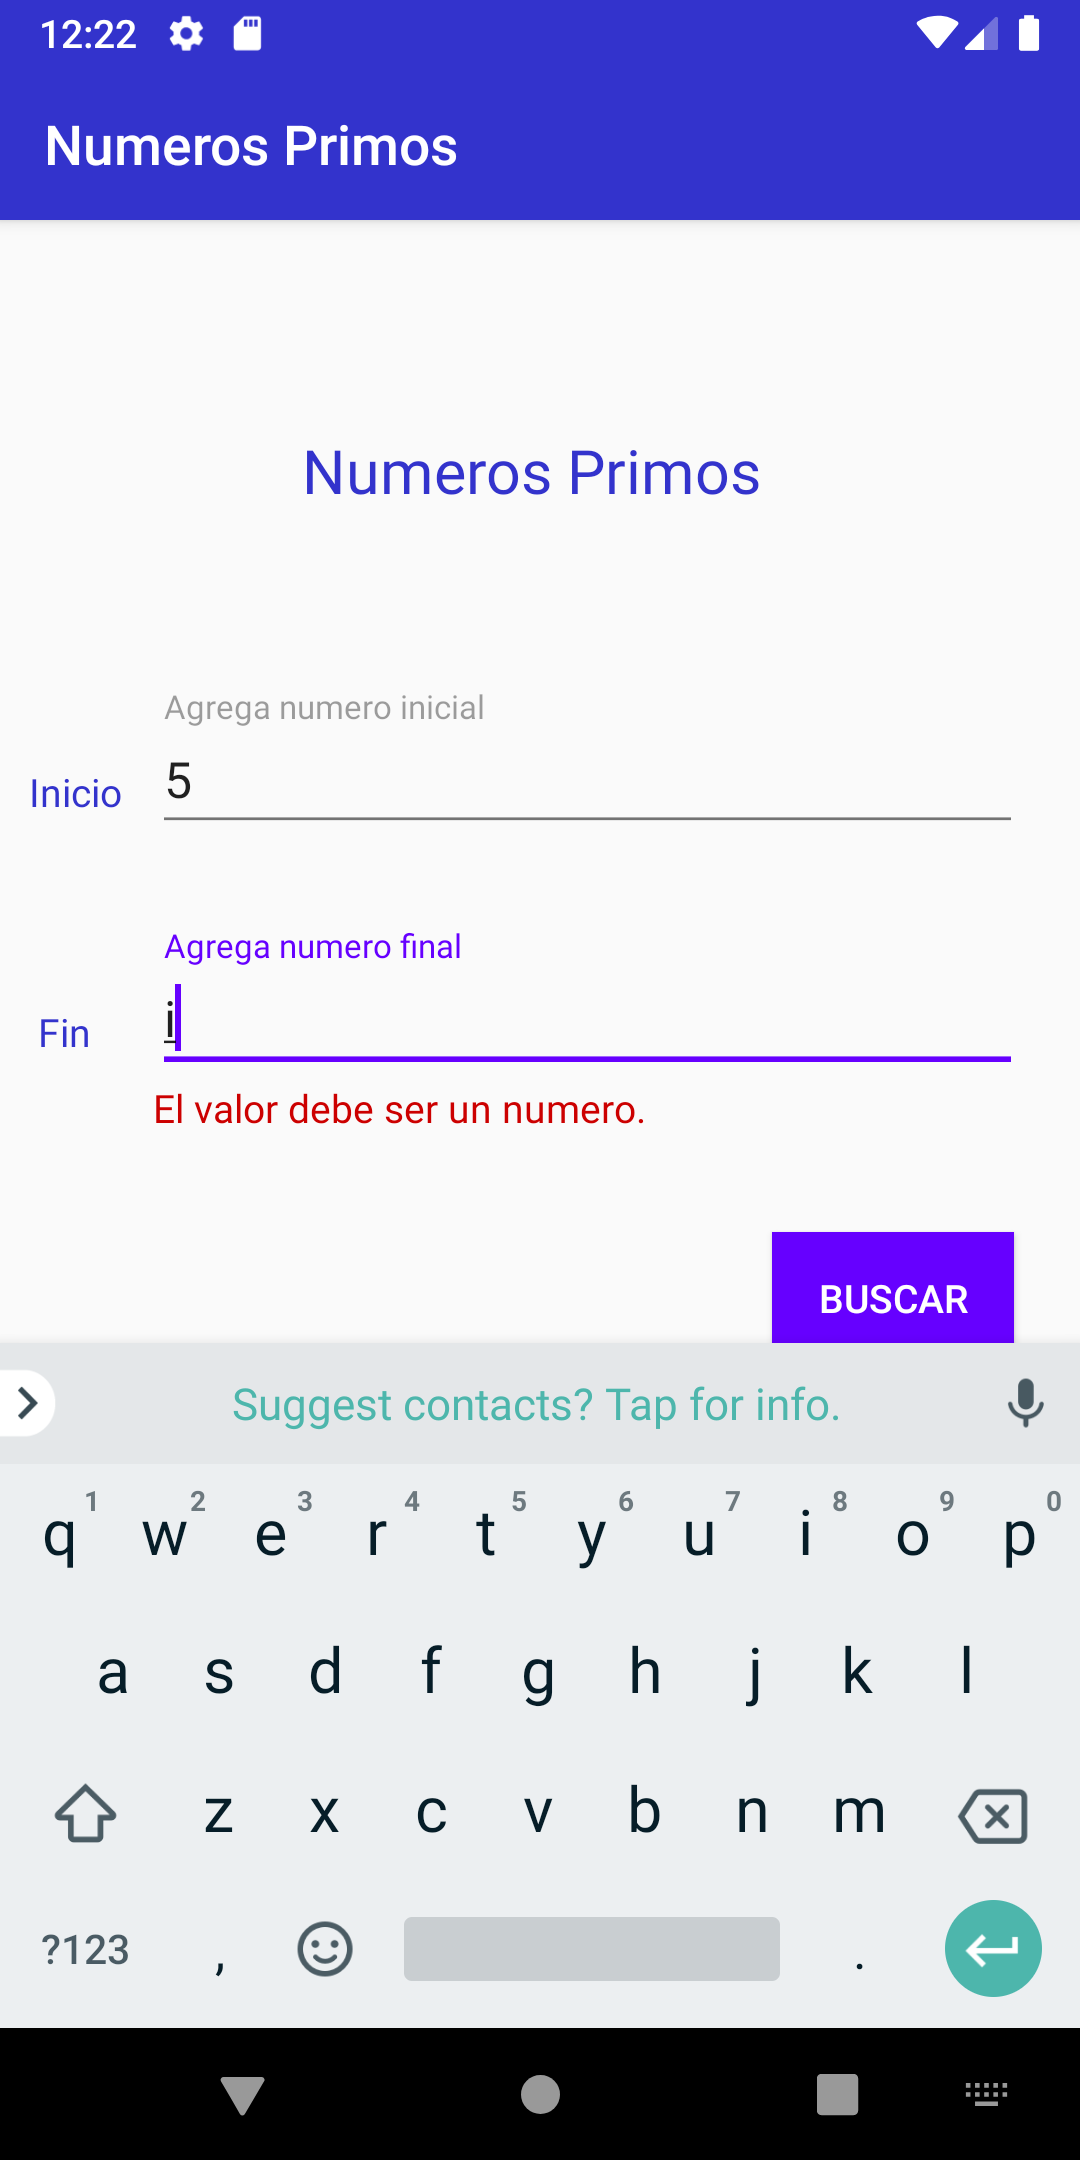 12:22
Numeros Primos
Numeros Primos
Agrega numero inicial
Inicio 5
Agrega numero final
Fin i
El valor debe ser un numero.
BUSCAR
Suggest contacts? Tap for info.
1 2 3 4 5 6 7 8 9 0
q w e r t y u i o p
a s d f g h j k l
z x c v b n m
?123 , .